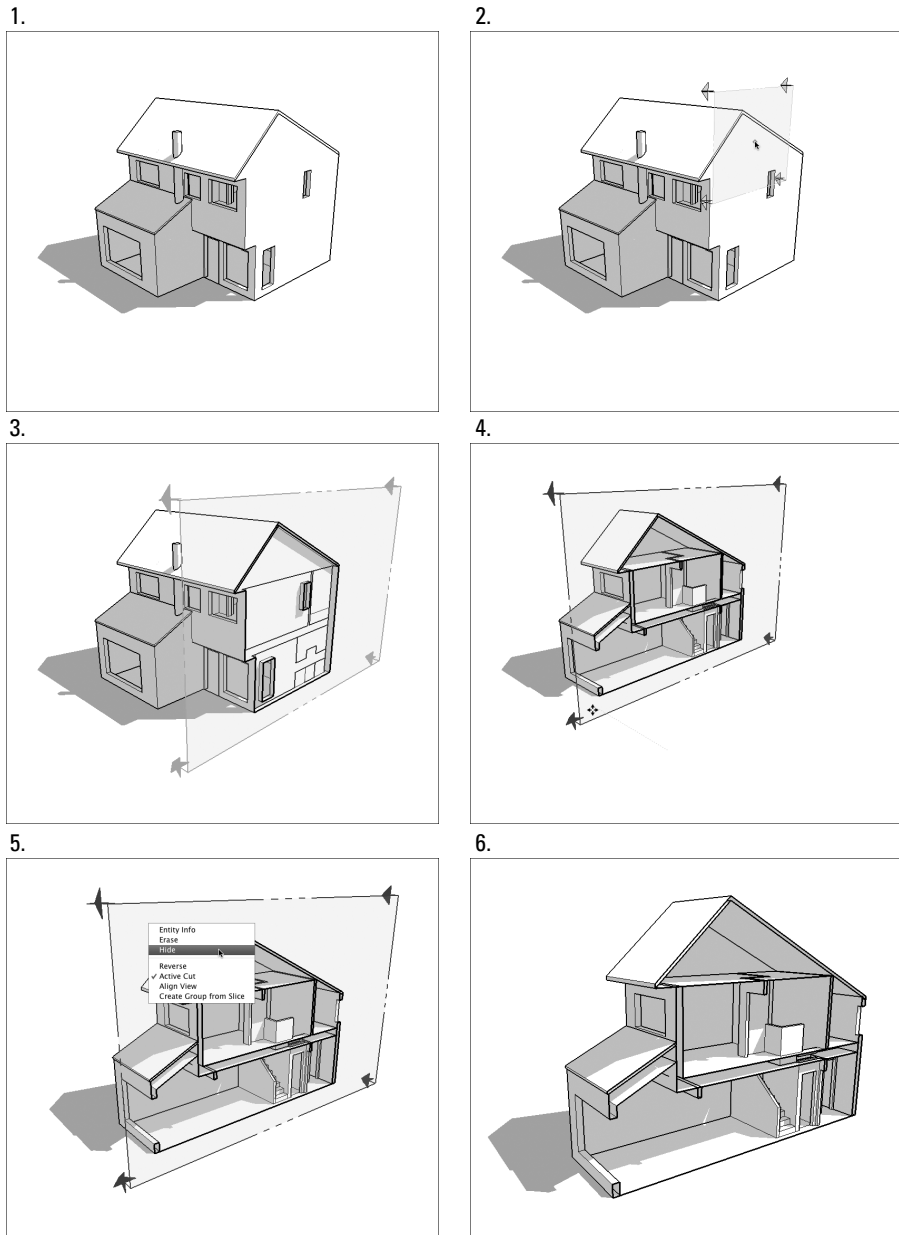 1.
2.
3.
4.
5.
6.
Entity Info
Erase
Hide
Reverse
✓ Active Cut
Align View
Create Group from Slice